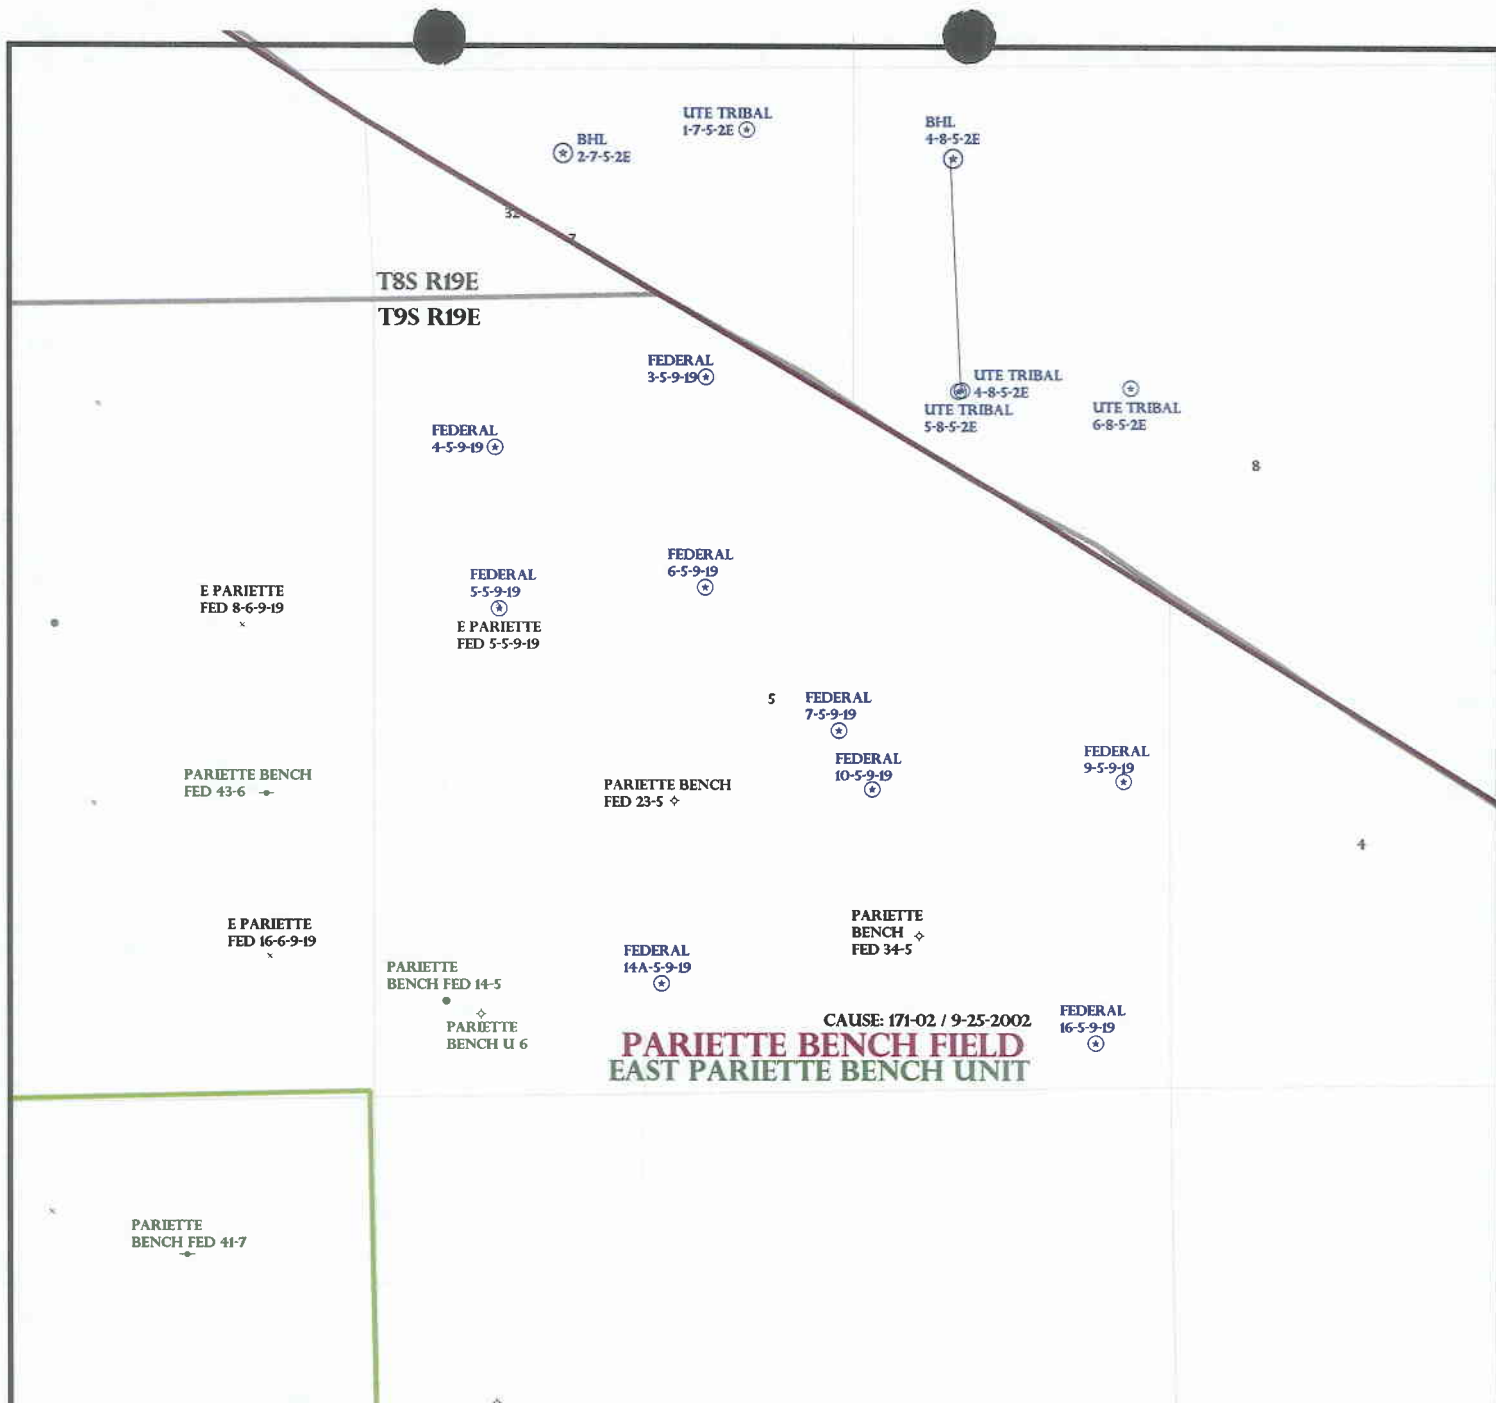 UTE TRIBAL
1-7-5-2E
BHL
2-7-5-2E
BHL
4-8-5-2E
32
7
T8S R19E
T9S R19E
FEDERAL
3-5-9-19
UTE TRIBAL
4-8-5-2E
UTE TRIBAL
5-8-5-2E
UTE TRIBAL
6-8-5-2E
FEDERAL
4-5-9-19
8
FEDERAL
6-5-9-19
FEDERAL
5-5-9-19
E PARIETTE
FED 8-6-9-19
E PARIETTE
FED 5-5-9-19
5
FEDERAL
7-5-9-19
FEDERAL
10-5-9-19
FEDERAL
9-5-9-19
PARIETTE BENCH
FED 43-6
PARIETTE BENCH
FED 23-5
4
E PARIETTE
FED 16-6-9-19
PARIETTE
BENCH
FED 34-5
FEDERAL
14A-5-9-19
PARIETTE
BENCH FED 14-5
PARIETTE
BENCH U 6
CAUSE: 171-02 / 9-25-2002
FEDERAL
16-5-9-19
PARIETTE BENCH FIELD
EAST PARIETTE BENCH UNIT
PARIETTE
BENCH FED 41-7